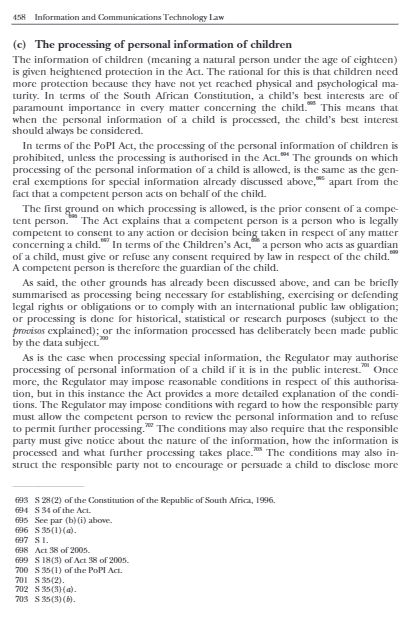 458 Information and Communications Technology Law
(c) The processing of personal information of children
The information of children (meaning a natural person under the age of eighteen)
is given heightened protection in the Act. The rational for this is that children need
more protection because they have not yet reached physical and psychological ma-
turity. In terms of the South African Constitution, a child's best interests are of
paramount importance in every matter concerning the child.693 This means that
when the personal information of a child is processed, the child's best interest
should always be considered.
In terms of the PoPI Act, the processing of the personal information of children is
prohibited, unless the processing is authorised in the Act.694 The grounds on which
processing of the personal information of a child is allowed, is the same as the gen-
eral exemptions for special information already discussed above,695 apart from the
fact that a competent person acts on behalf of the child.
The first ground on which processing is allowed, is the prior consent of a compe-
tent person.696 The Act explains that a competent person is a person who is legally
competent to consent to any action or decision being taken in respect of any matter
concerning a child.697 In terms of the Children's Act,698 a person who acts as guardian
of a child, must give or refuse any consent required by law in respect of the child.699
A competent person is therefore the guardian of the child.
As said, the other grounds has already been discussed above, and can be briefly
summarised as processing being necessary for establishing, exercising or defending
legal rights or obligations or to comply with an international public law obligation;
or processing is done for historical, statistical or research purposes (subject to the
provisos explained); or the information processed has deliberately been made public
by the data subject.700
As is the case when processing special information, the Regulator may authorise
processing of personal information of a child if it is in the public interest.701 Once
more, the Regulator may impose reasonable conditions in respect of this authorisa-
tion, but in this instance the Act provides a more detailed explanation of the condi-
tions. The Regulator may impose conditions with regard to how the responsible party
must allow the competent person to review the personal information and to refuse
to permit further processing.702 The conditions may also require that the responsible
party must give notice about the nature of the information, how the information is
processed and what further processing takes place.703 The conditions may also in-
struct the responsible party not to encourage or persuade a child to disclose more
693 S 28(2) of the Constitution of the Republic of South Africa, 1996.
694 S 34 of the Act.
695 See par (b)(i) above.
696 S 35(1)(a).
697 S 1.
698 Act 38 of 2005.
699 S 18(3) of Act 38 of 2005.
700 S 35(1) of the PoPI Act.
701 S 35(2).
702 S 35(3)(a).
703 S 35(3)(b).